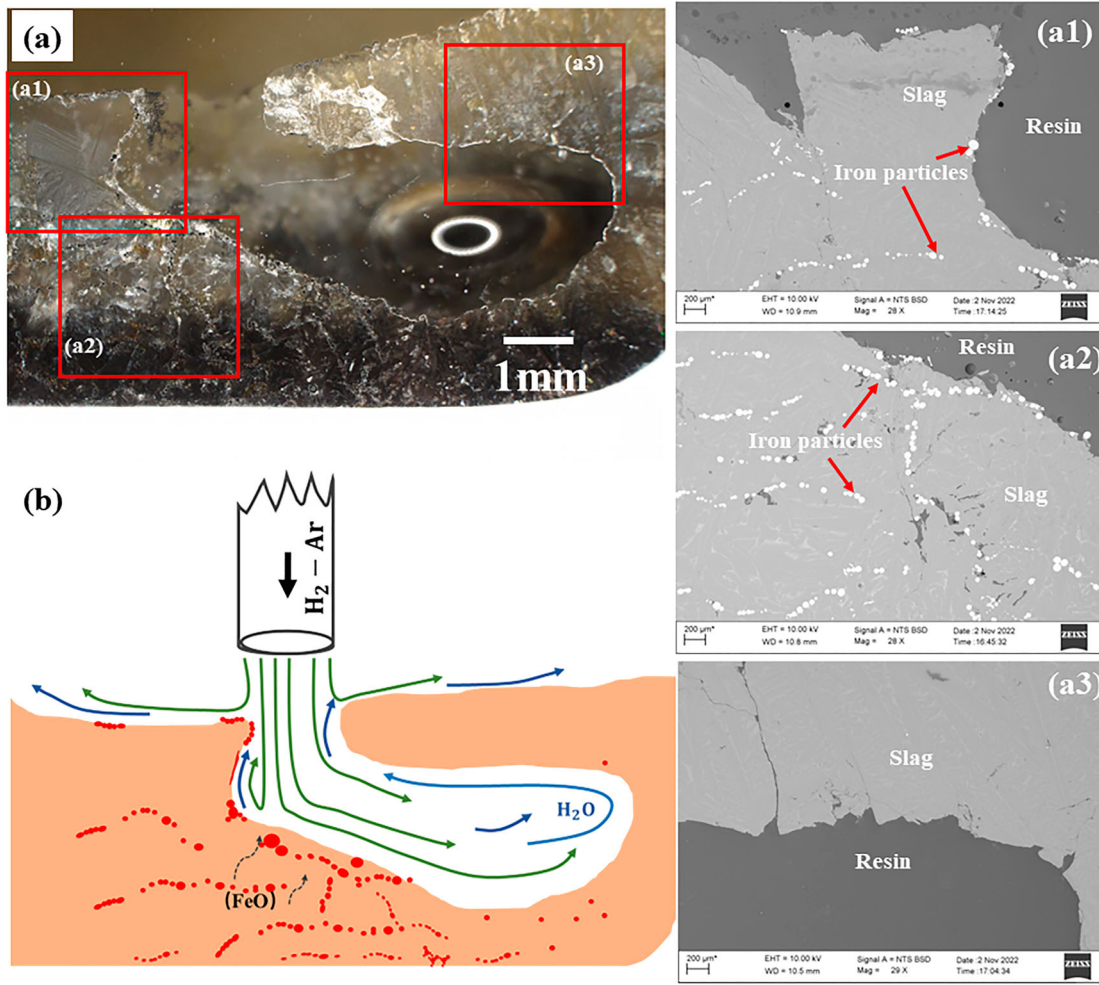 (a)
(a1)
(a2)
(a3)
1mm
(a1)
Slag
Resin
Iron particles
200 µm*
EHT = 10.00 kV
WD = 10.9 mm
Signal A = NTS BSD
Mag = 28 X
Date :2 Nov 2022
Time :17:14:25
ZEISS
(a2)
Resin
Iron particles
Slag
200 µm*
EHT = 10.00 kV
WD = 10.8 mm
Signal A = NTS BSD
Mag = 28 X
Date :2 Nov 2022
Time :16:45:32
ZEISS
(b)
H₂ – Ar
H₂O
(FeO)
(a3)
Slag
Resin
200 µm*
EHT = 10.00 kV
WD = 10.5 mm
Signal A = NTS BSD
Mag = 29 X
Date :2 Nov 2022
Time :17:04:34
ZEISS